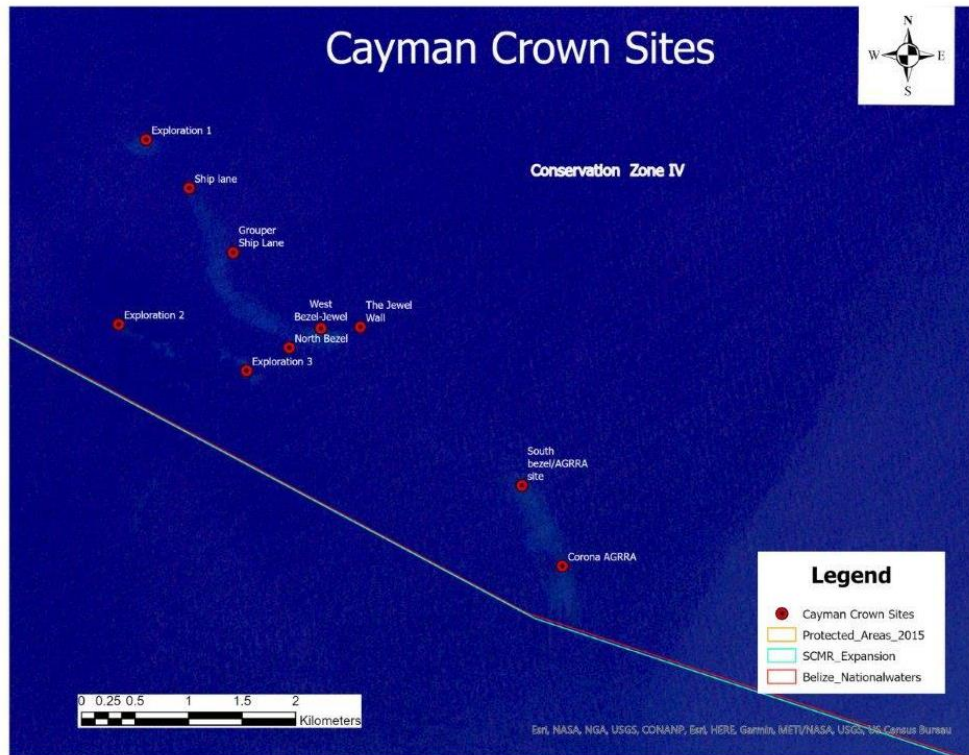 Cayman Crown Sites
N
W
E
S
Exploration 1
Conservation Zone IV
Ship lane
Grouper
Ship Lane
West
Bezel-Jewel
The Jewel
Wall
Exploration 2
North Bezel
Exploration 3
South
bezel/AGRRA
site
Corona AGRRA
Legend
Cayman Crown Sites
Protected_Areas_2015
SCMR_Expansion
Belize_Nationalwaters
0 0.25 0.5 1 1.5 2
Kilometers
Esri, NASA, NGA, USGS, CONANP, Esri, HERE, Garmin, METI/NASA, USGS, US Census Bureau